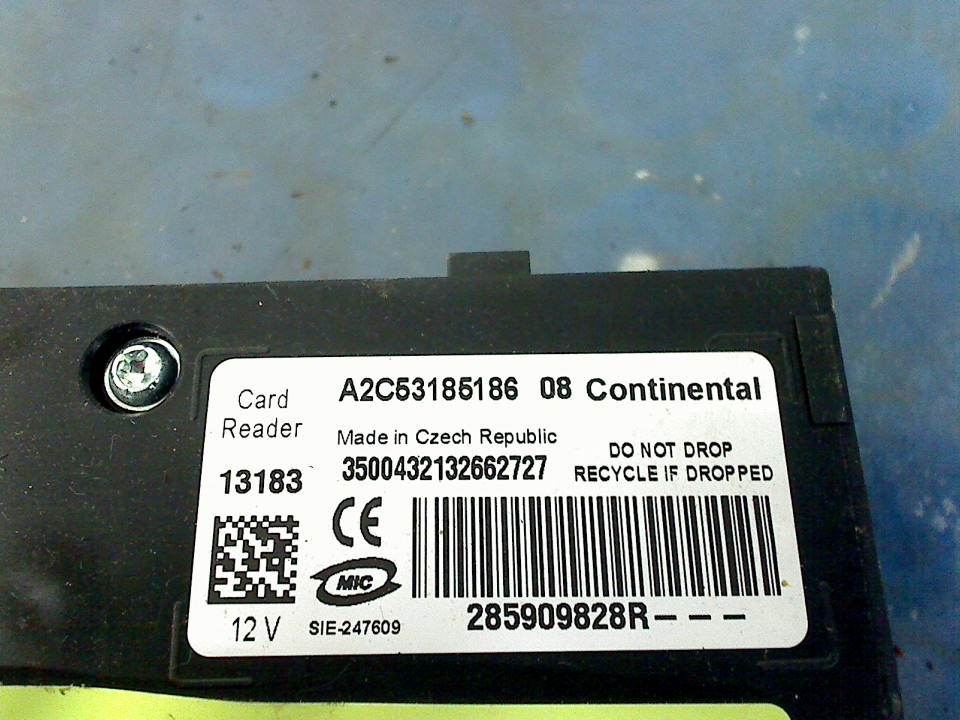 Card
Reader
A2C53185186 08 Continental
Made in Czech Republic
13183
3500432132662727
DO NOT DROP
RECYCLE IF DROPPED
CE
MIC
12 V
SIE-247609
285909828R---